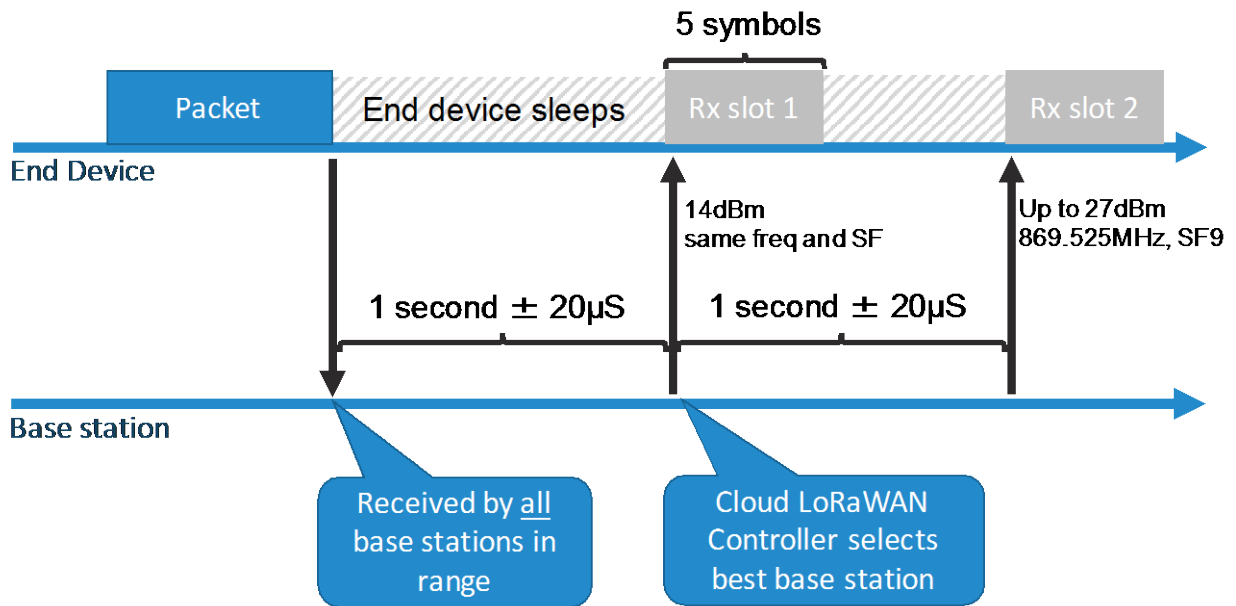 5 symbols
Packet
End device sleeps
Rx slot 1
Rx slot 2
End Device
14dBm
same freq and SF
Up to 27dBm
869.525MHz, SF9
1 second ± 20µS
1 second ± 20µS
Base station
Received by all
base stations in
range
Cloud LoRaWAN
Controller selects
best base station